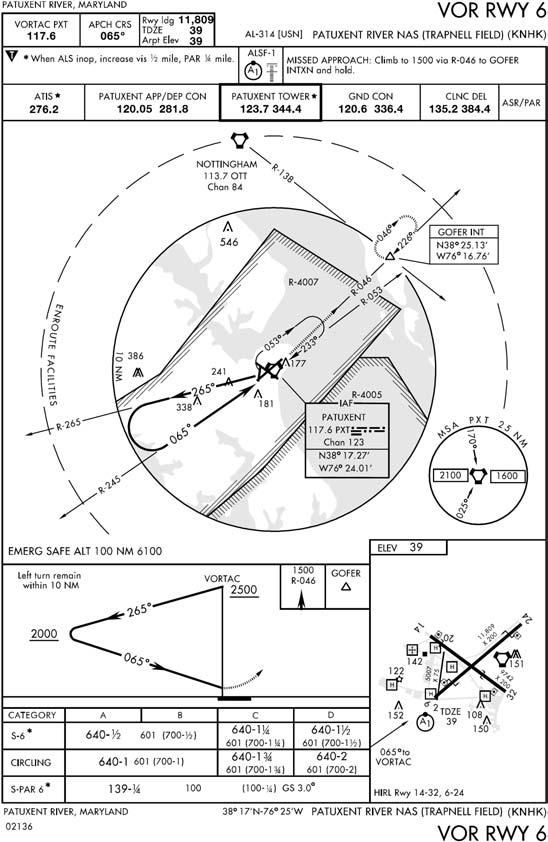 PATUXENT RIVER, MARYLAND
VOR RWY 6
VORTAC PXT
117.6
APCH CRS
065°
Rwy ldg 11,809
TDZE 39
Arpt Elev 39
AL-314 [USN]
PATUXENT RIVER NAS (TRAPNELL FIELD) (KNHK)
* When ALS inop, increase vis ½ mile, PAR ¼ mile.
ALSF-1
A1
MISSED APPROACH: Climb to 1500 via R-046 to GOFER
INTXN and hold.
ATIS ★
276.2
PATUXENT APP/DEP CON
120.05 281.8
PATUXENT TOWER★
123.7 344.4
GND CON
120.6 336.4
CLNC DEL
135.2 384.4
ASR/PAR
NOTTINGHAM
113.7 OTT
Chan 84
R-138
546
046°
226°
GOFER INT
N38° 25.13'
W76° 16.76'
R-4007
R-046
R-053
ENROUTE FACILITIES
10 NM
386
053°
233°
177
241
265°
338
181
065°
R-265
R-245
R-4005
IAF
PATUXENT
117.6 PXT
Chan 123
N38° 17.27'
W76° 24.01'
MSA PXT 25 NM
170°
2100
1600
025°
EMERG SAFE ALT 100 NM 6100
ELEV 39
Left turn remain
within 10 NM
VORTAC
2500
1500
R-046
GOFER
265°
2000
065°
14
20
24
11,809
X 200
142
H
H
151
5007
X 75
9742
X 200
122
H
H
H
32
6
2
TDZE
39
108
152
150
A1
065° to
VORTAC
HIRL Rwy 14-32, 6-24
CATEGORY A B C D
S-6 * 640-½ 601 (700-½) 640-1¼ 601 (700-1¼) 640-1½ 601 (700-1½)
CIRCLING 640-1 601 (700-1) 640-1¾ 601 (700-1¾) 640-2 601 (700-2)
S-PAR 6* 139-¼ 100 (100-¼) GS 3.0°
PATUXENT RIVER, MARYLAND
38° 17'N-76° 25'W
PATUXENT RIVER NAS (TRAPNELL FIELD) (KNHK)
02136
VOR RWY 6